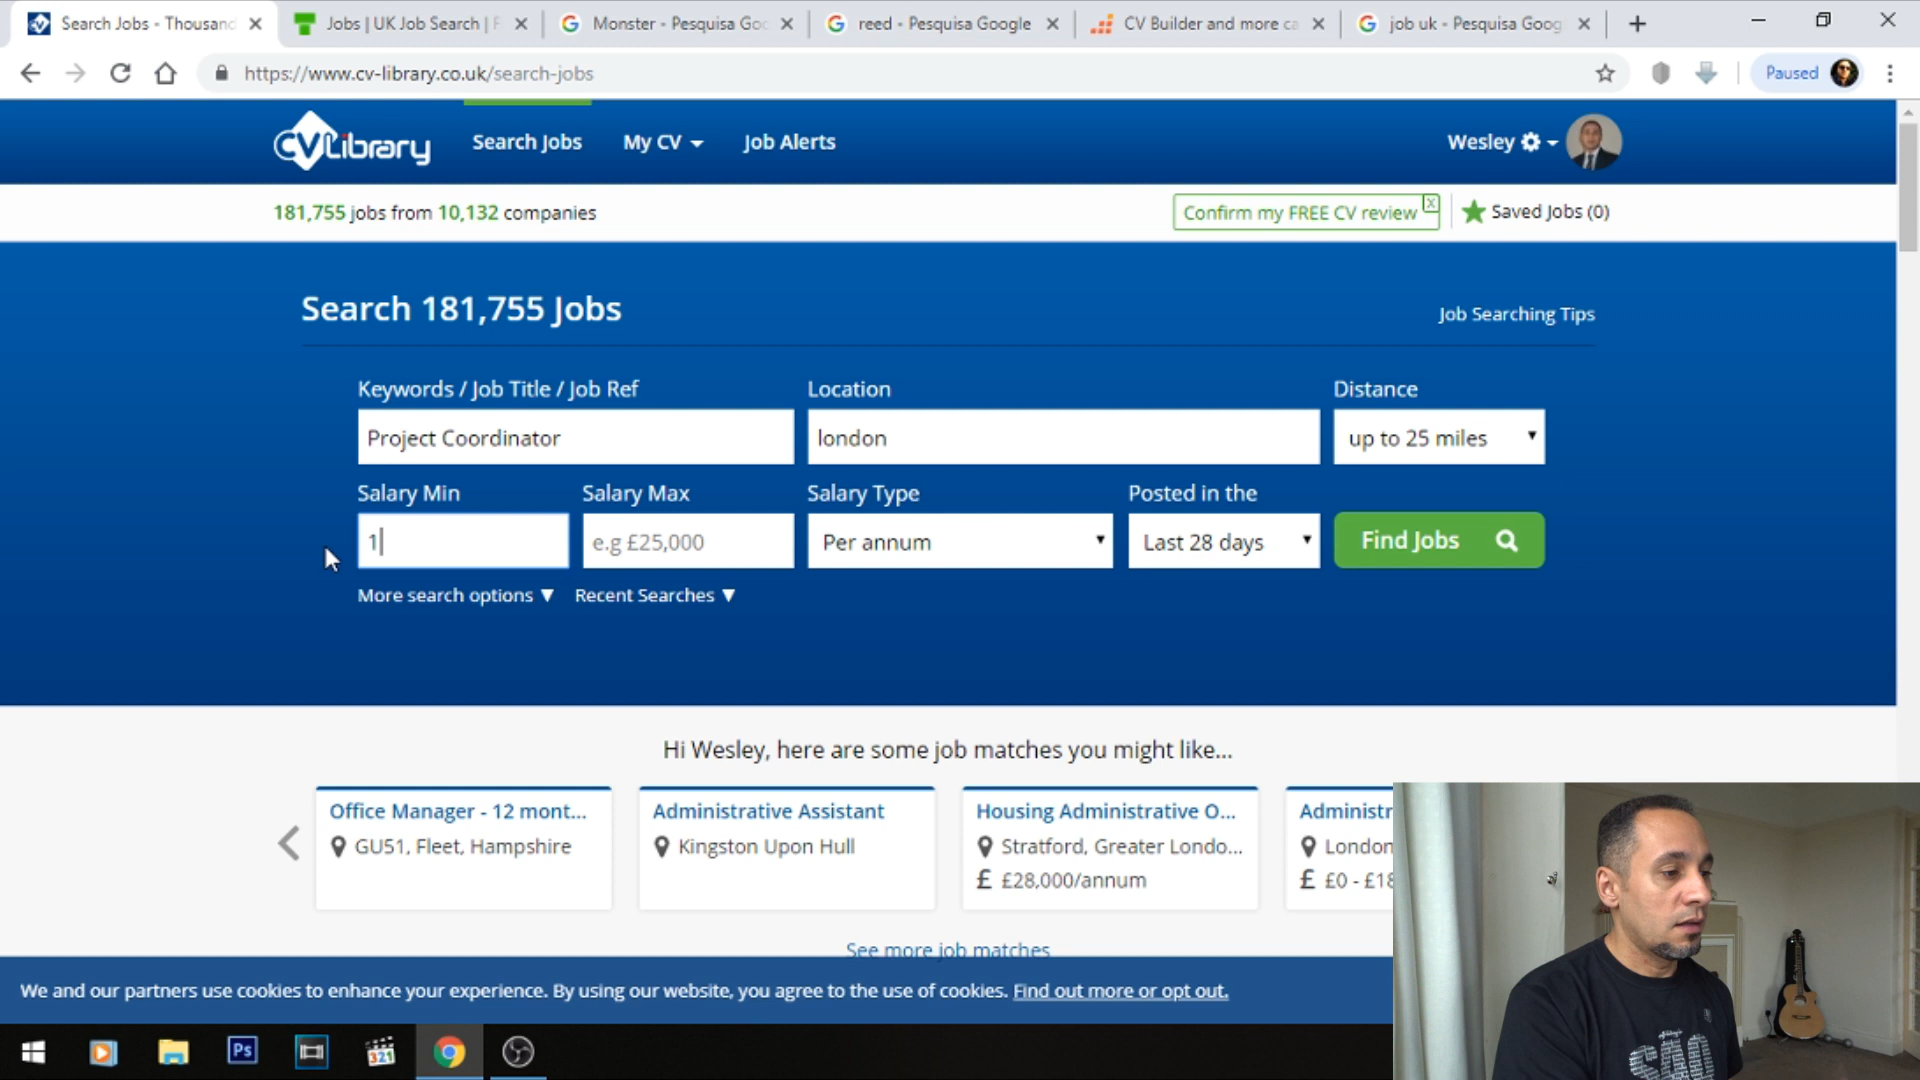 Search Jobs - Thousand
Jobs | UK Job Search | F
Monster - Pesquisa Goo
reed - Pesquisa Google
CV Builder and more ca
job uk - Pesquisa Goog
https://www.cv-library.co.uk/search-jobs
Paused
CV Library
Search Jobs
My CV
Job Alerts
Wesley
181,755 jobs from 10,132 companies
Confirm my FREE CV review
X
Saved Jobs (0)
Search 181,755 Jobs
Job Searching Tips
Keywords / Job Title / Job Ref
Location
Distance
Project Coordinator
london
up to 25 miles
Salary Min
Salary Max
Salary Type
Posted in the
1
e.g £25,000
Per annum
Last 28 days
Find Jobs
More search options ▼
Recent Searches ▼
Hi Wesley, here are some job matches you might like...
Office Manager - 12 mont...
GU51, Fleet, Hampshire
Administrative Assistant
Kingston Upon Hull
Housing Administrative O...
Stratford, Greater Londo...
£ £28,000/annum
Administr
London
£ £0 - £18
See more job matches
We and our partners use cookies to enhance your experience. By using our website, you agree to the use of cookies. Find out more or opt out.
Ps
321